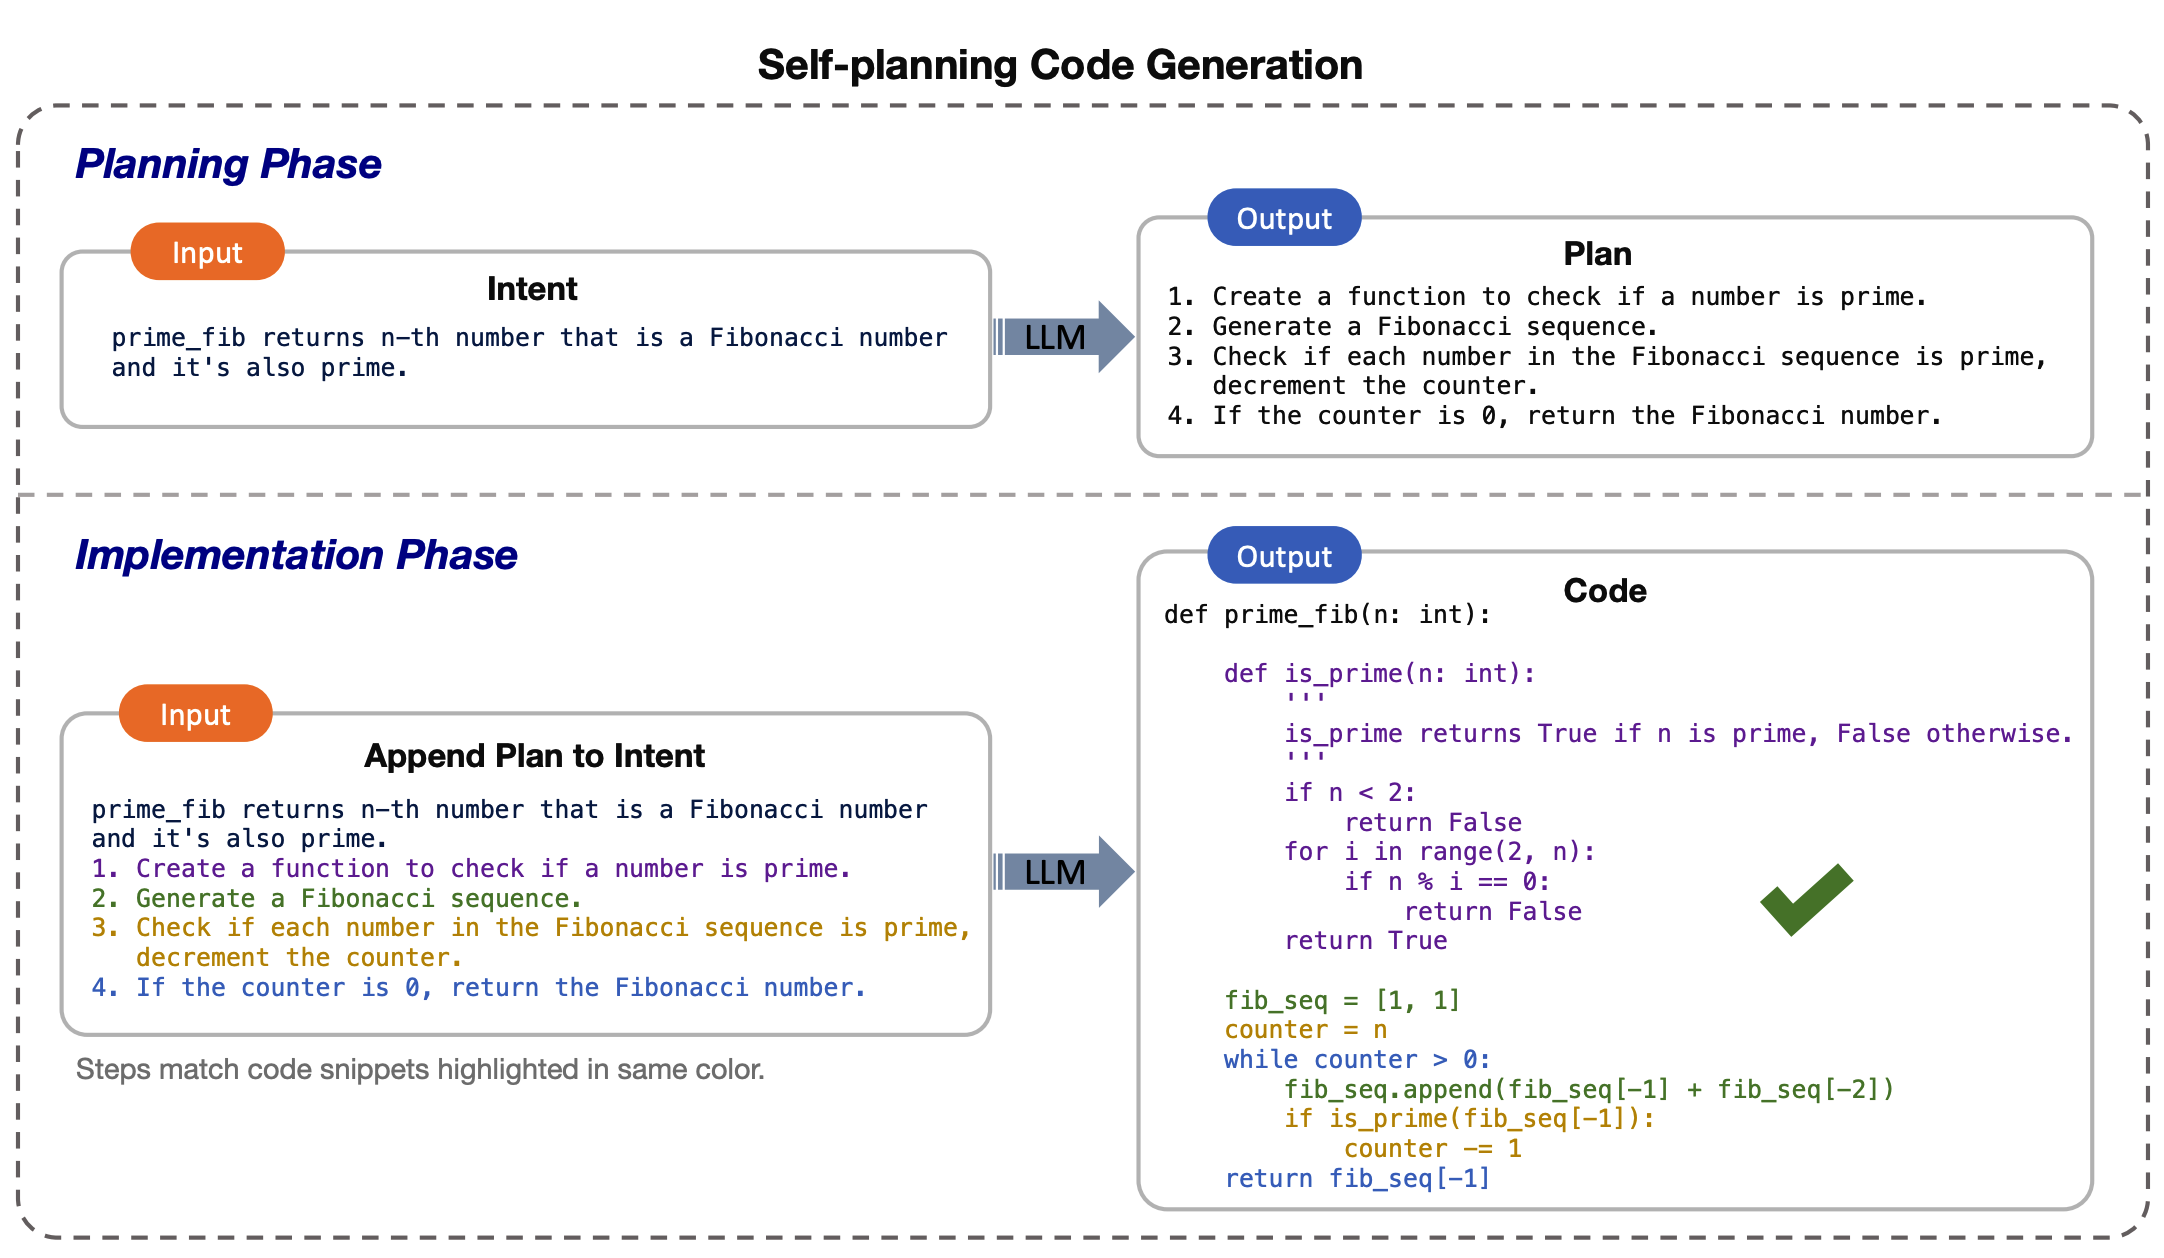 Self-planning Code Generation
Planning Phase
Input
Intent
prime_fib returns n-th number that is a Fibonacci number
and it's also prime.
LLM
Output
Plan
1. Create a function to check if a number is prime.
2. Generate a Fibonacci sequence.
3. Check if each number in the Fibonacci sequence is prime,
decrement the counter.
4. If the counter is 0, return the Fibonacci number.
Implementation Phase
Input
Append Plan to Intent
prime_fib returns n-th number that is a Fibonacci number
and it's also prime.
1. Create a function to check if a number is prime.
2. Generate a Fibonacci sequence.
3. Check if each number in the Fibonacci sequence is prime,
decrement the counter.
4. If the counter is 0, return the Fibonacci number.
Steps match code snippets highlighted in same color.
LLM
Output
Code
def prime_fib(n: int):
    def is_prime(n: int):
        '''
        is_prime returns True if n is prime, False otherwise.
        '''
        if n < 2:
            return False
        for i in range(2, n):
            if n % i == 0:
                return False
        return True
    fib_seq = [1, 1]
    counter = n
    while counter > 0:
        fib_seq.append(fib_seq[-1] + fib_seq[-2])
        if is_prime(fib_seq[-1]):
            counter -= 1
    return fib_seq[-1]